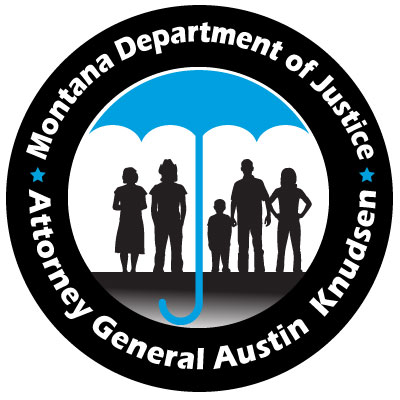 Montana Department of Justice
Attorney General Austin Knudsen